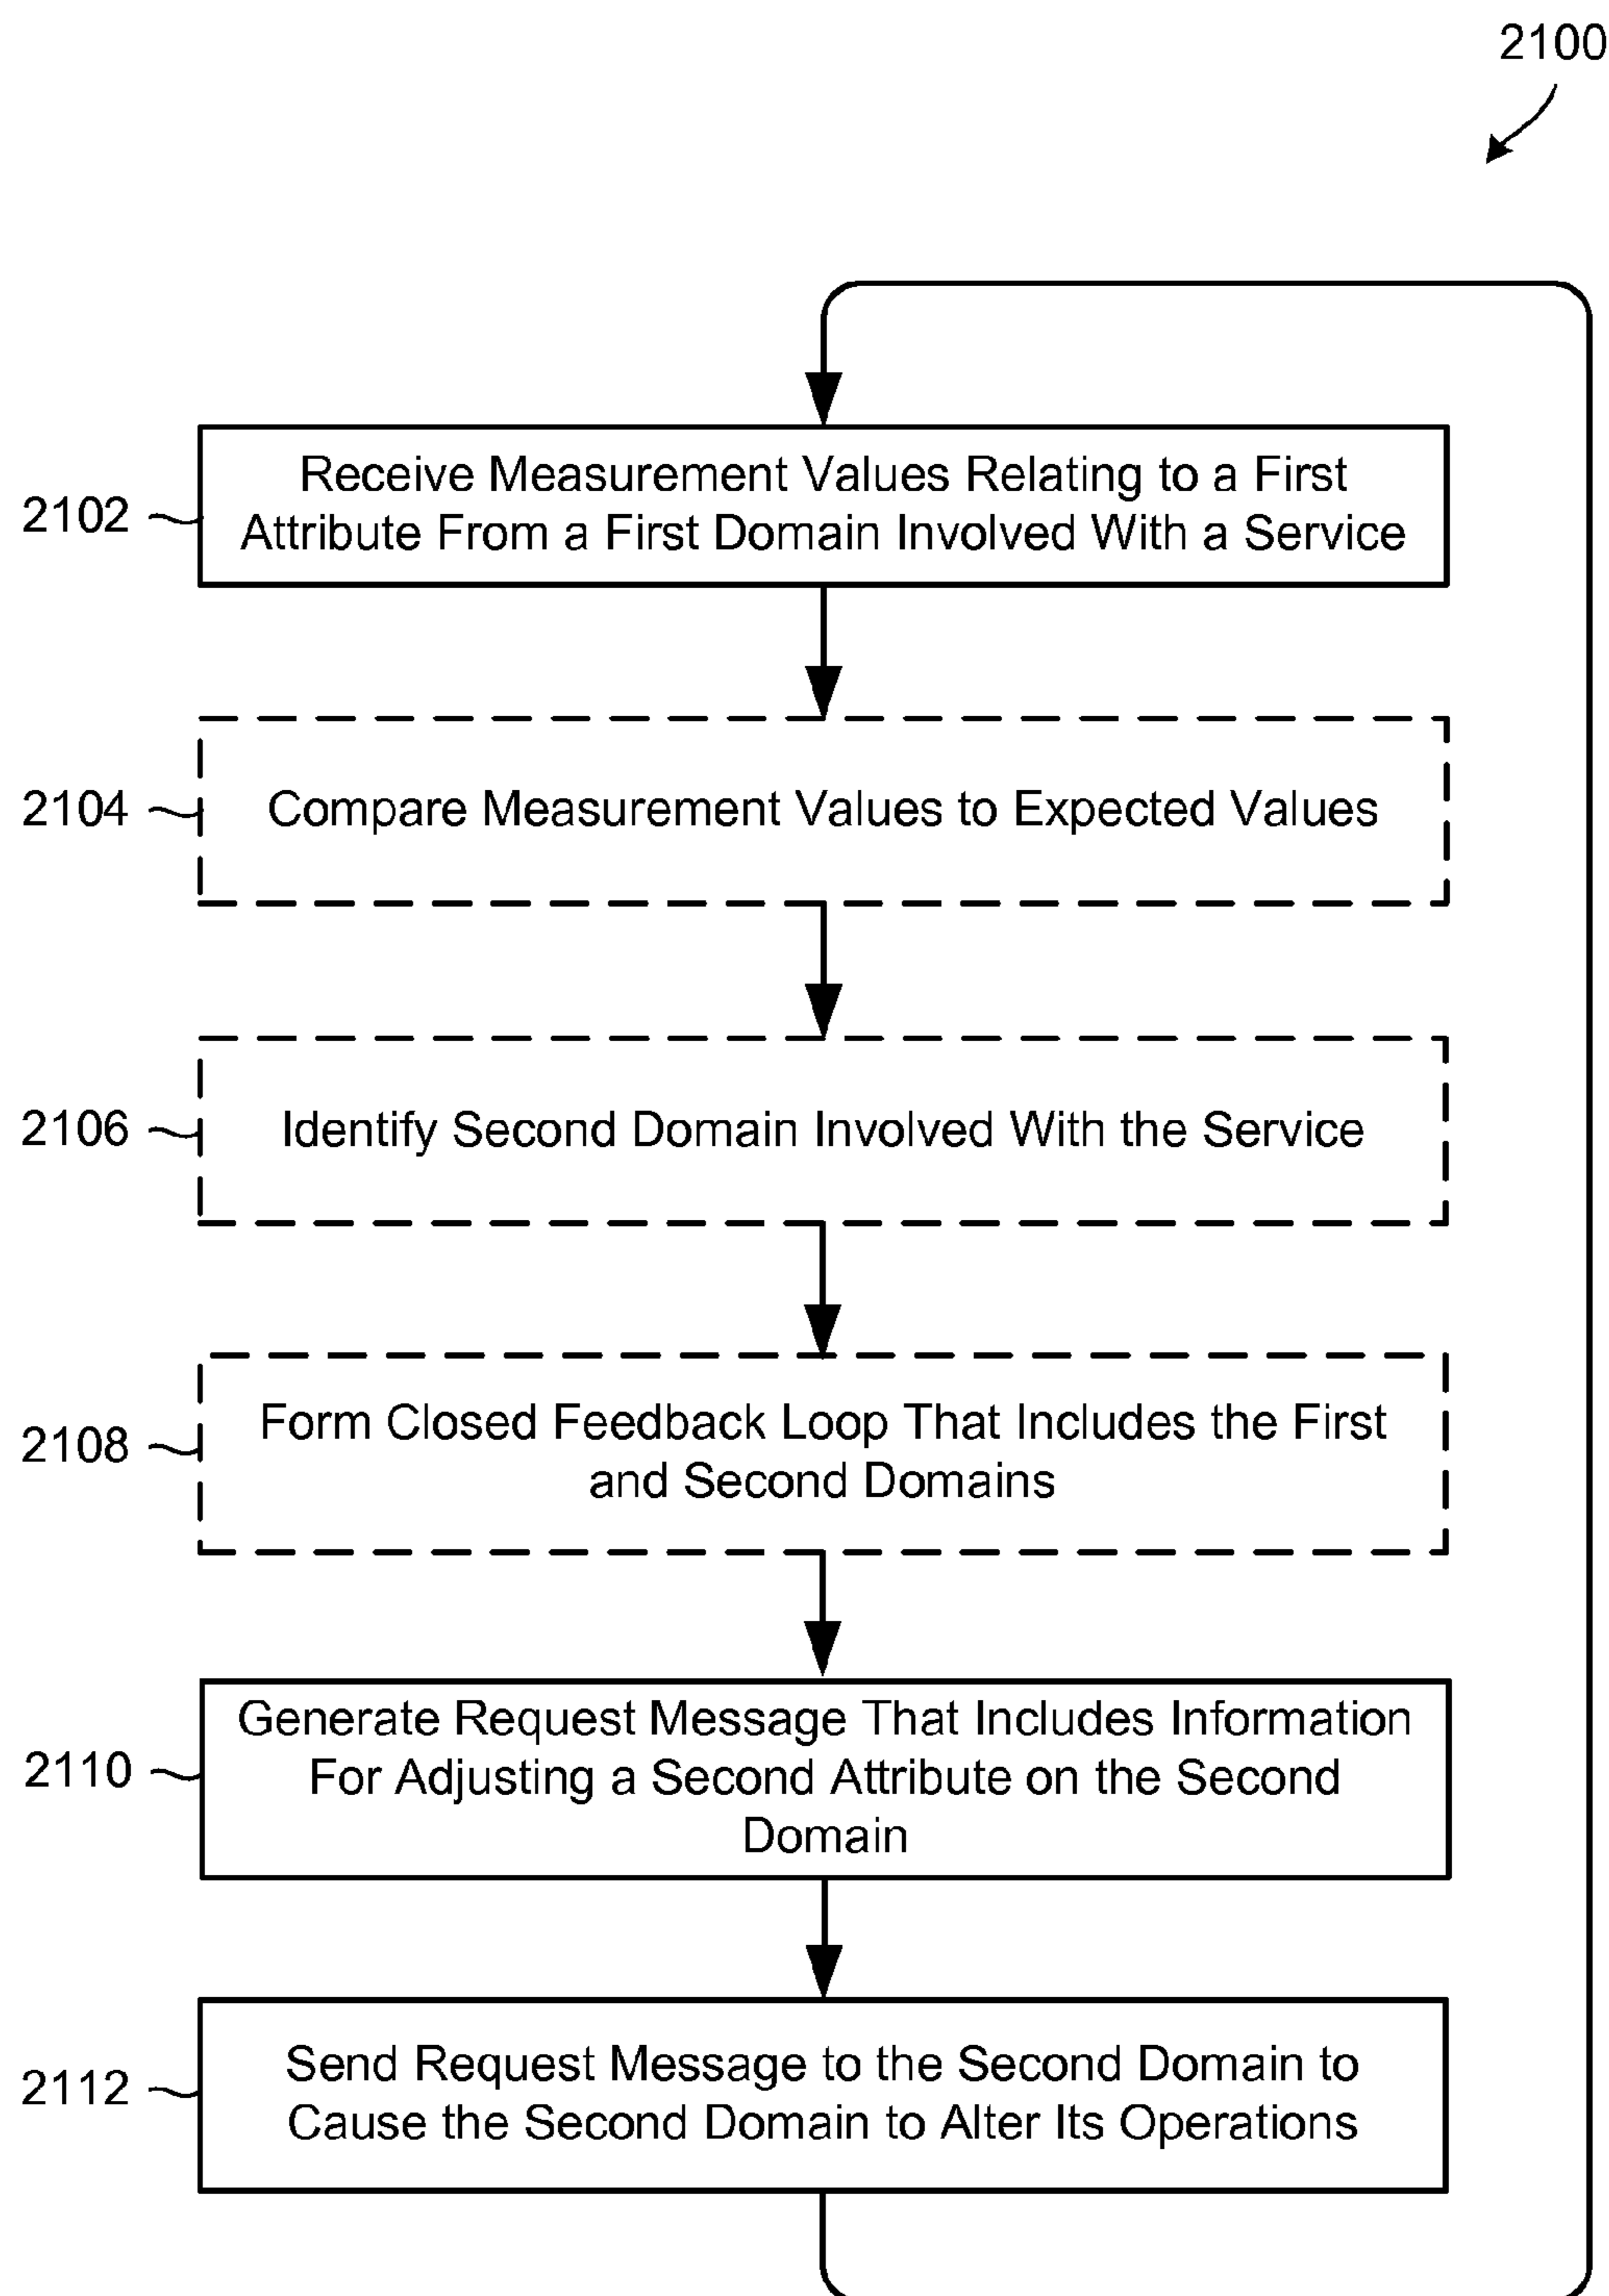 2100
2102
Receive Measurement Values Relating to a First
Attribute From a First Domain Involved With a Service
2104
Compare Measurement Values to Expected Values
2106
Identify Second Domain Involved With the Service
2108
Form Closed Feedback Loop That Includes the First
and Second Domains
2110
Generate Request Message That Includes Information
For Adjusting a Second Attribute on the Second
Domain
2112
Send Request Message to the Second Domain to
Cause the Second Domain to Alter Its Operations